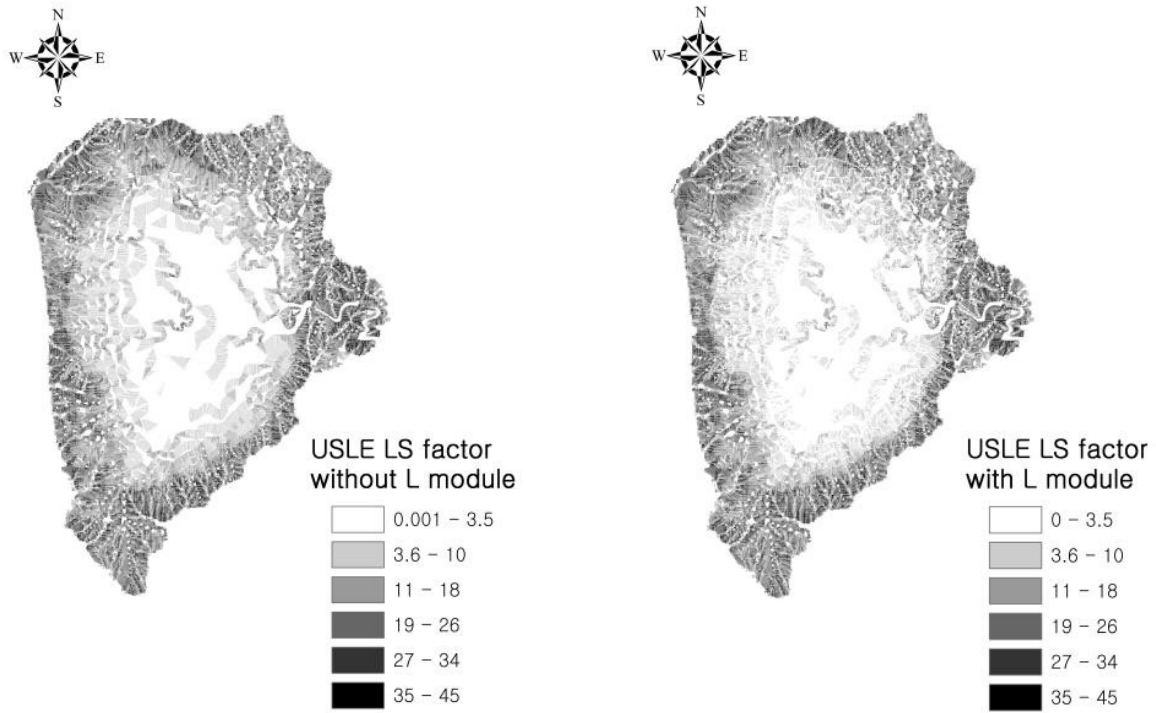 N
W E
S
USLE LS factor
without L module
0.001 – 3.5
3.6 – 10
11 – 18
19 – 26
27 – 34
35 – 45
N
W E
S
USLE LS factor
with L module
0 – 3.5
3.6 – 10
11 – 18
19 – 26
27 – 34
35 – 45